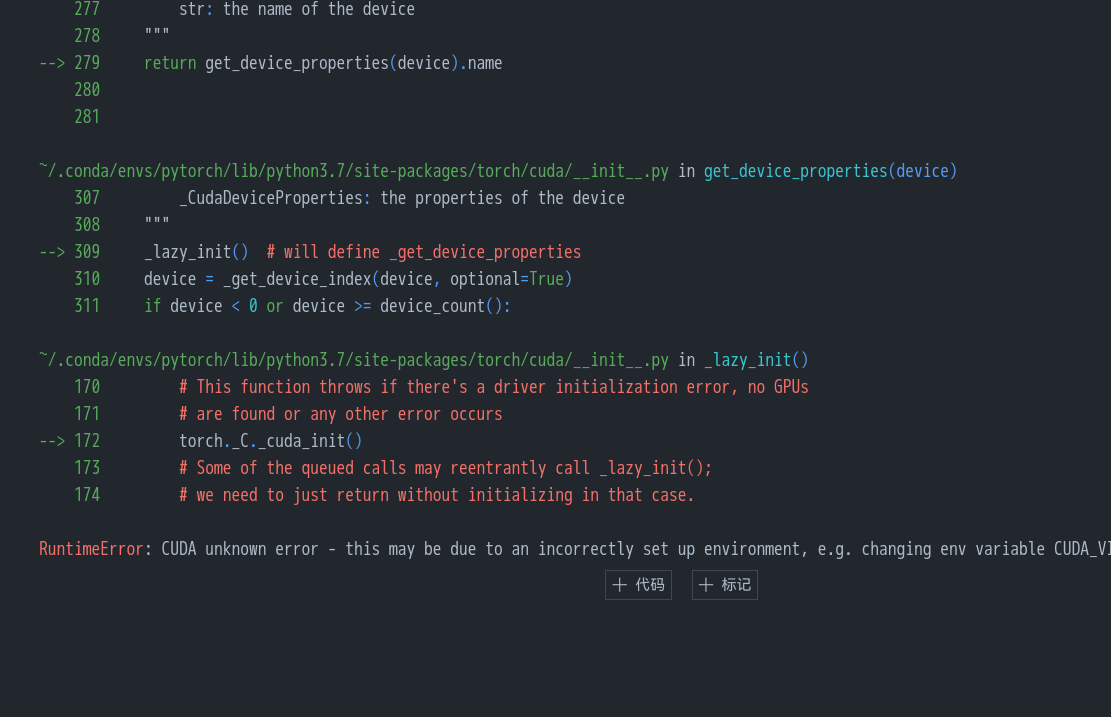 277         str: the name of the device
278     """
--> 279     return get_device_properties(device).name
280
281
~/.conda/envs/pytorch/lib/python3.7/site-packages/torch/cuda/__init__.py in get_device_properties(device)
307         _CudaDeviceProperties: the properties of the device
308     """
--> 309     _lazy_init()  # will define _get_device_properties
310     device = _get_device_index(device, optional=True)
311     if device < 0 or device >= device_count():
~/.conda/envs/pytorch/lib/python3.7/site-packages/torch/cuda/__init__.py in _lazy_init()
170         # This function throws if there's a driver initialization error, no GPUs
171         # are found or any other error occurs
--> 172         torch._C._cuda_init()
173         # Some of the queued calls may reentrantly call _lazy_init();
174         # we need to just return without initializing in that case.
RuntimeError: CUDA unknown error - this may be due to an incorrectly set up environment, e.g. changing env variable
+ 代码 + 标记